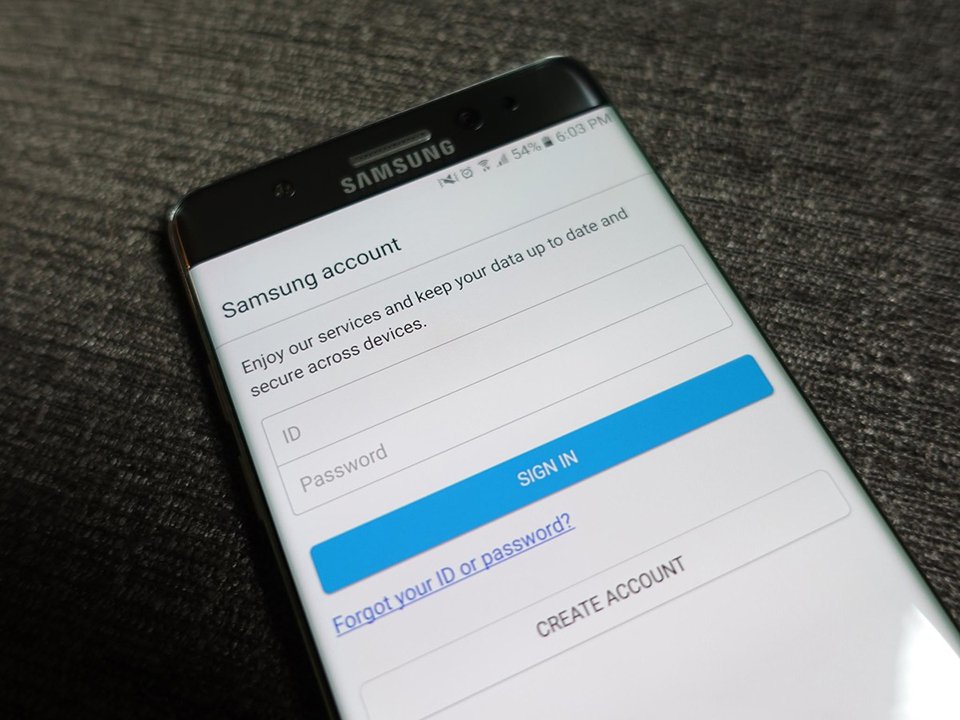 SAMSUNG
54% 6:03 PM
Samsung account
Enjoy our services and keep your data up to date and
secure across devices.
ID
Password
SIGN IN
Forgot your ID or password?
CREATE ACCOUNT